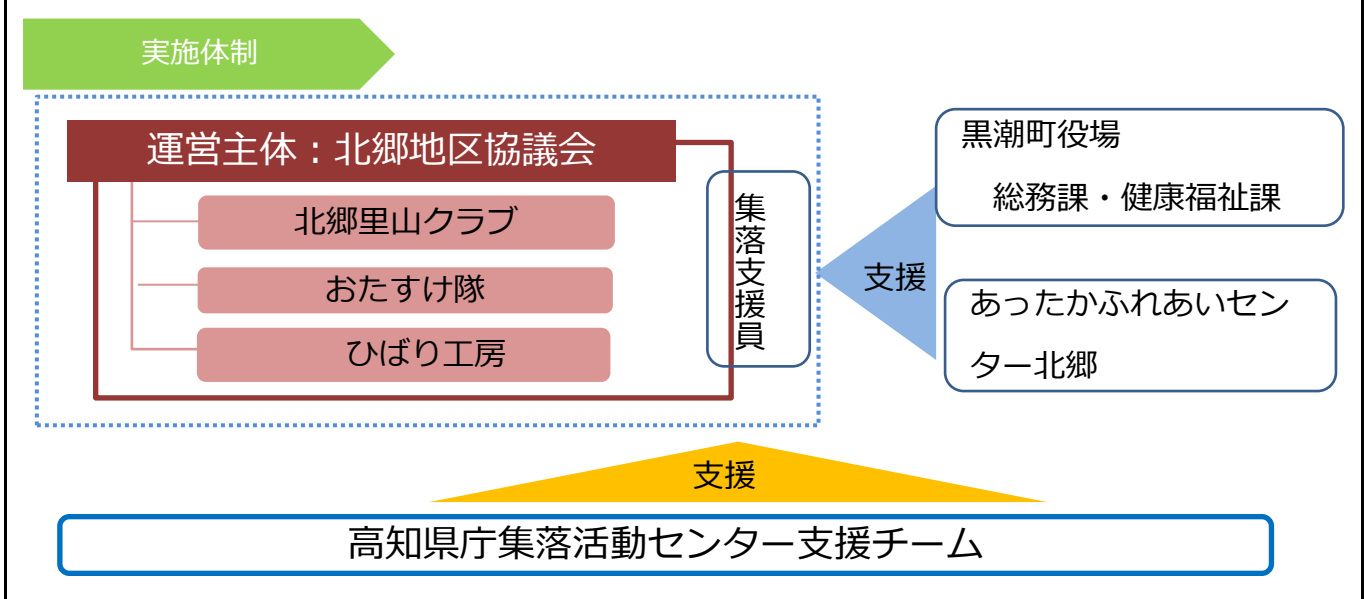 実施体制
運営主体：北郷地区協議会
北郷里山クラブ
おたすけ隊
ひばり工房
集落支援員
支援
黒潮町役場
総務課・健康福祉課
あったかふれあいセン
ター北郷
支援
高知県庁集落活動センター支援チーム